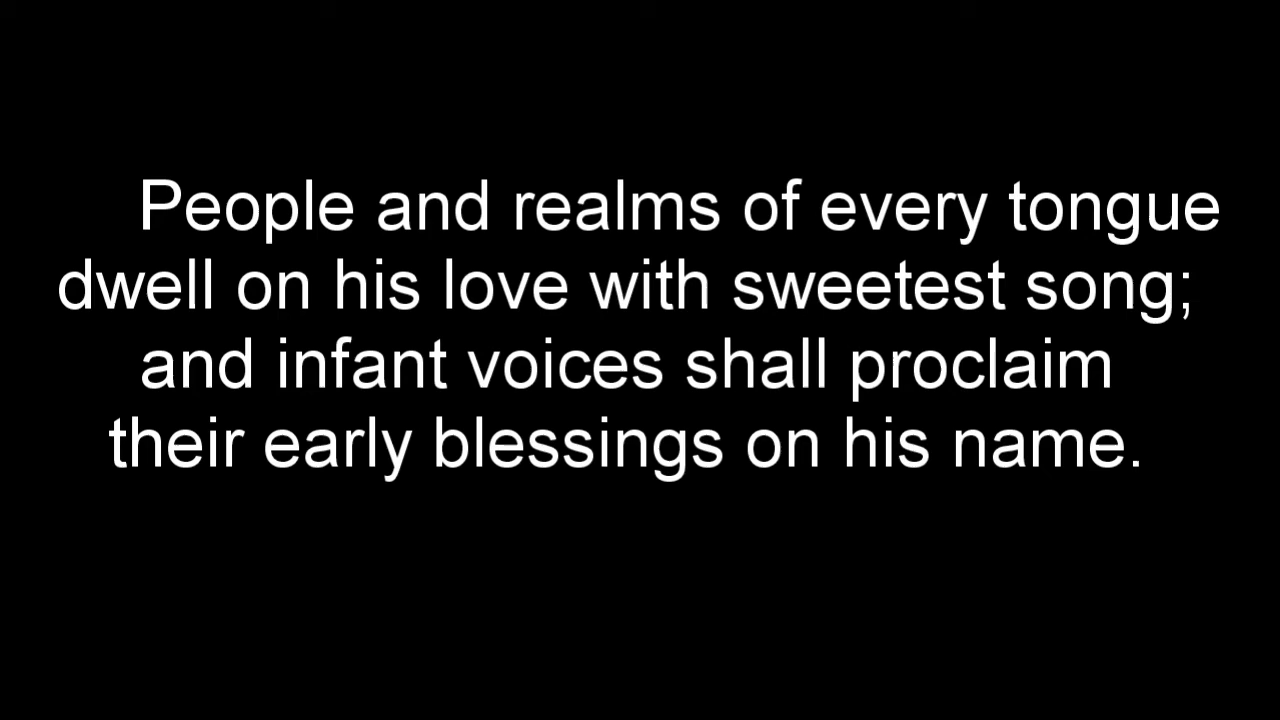 People and realms of every tongue
dwell on his love with sweetest song;
and infant voices shall proclaim
their early blessings on his name.